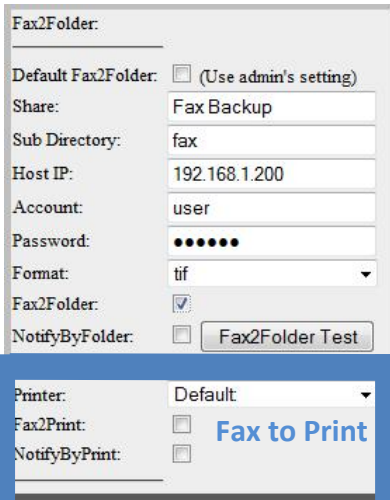 Fax2Folder:
Default Fax2Folder: (Use admin's setting)
Share: Fax Backup
Sub Directory: fax
Host IP: 192.168.1.200
Account: user
Password: ●●●●●●
Format: tif
Fax2Folder:
NotifyByFolder: Fax2Folder Test
Printer: Default
Fax2Print:
Fax to Print
NotifyByPrint: